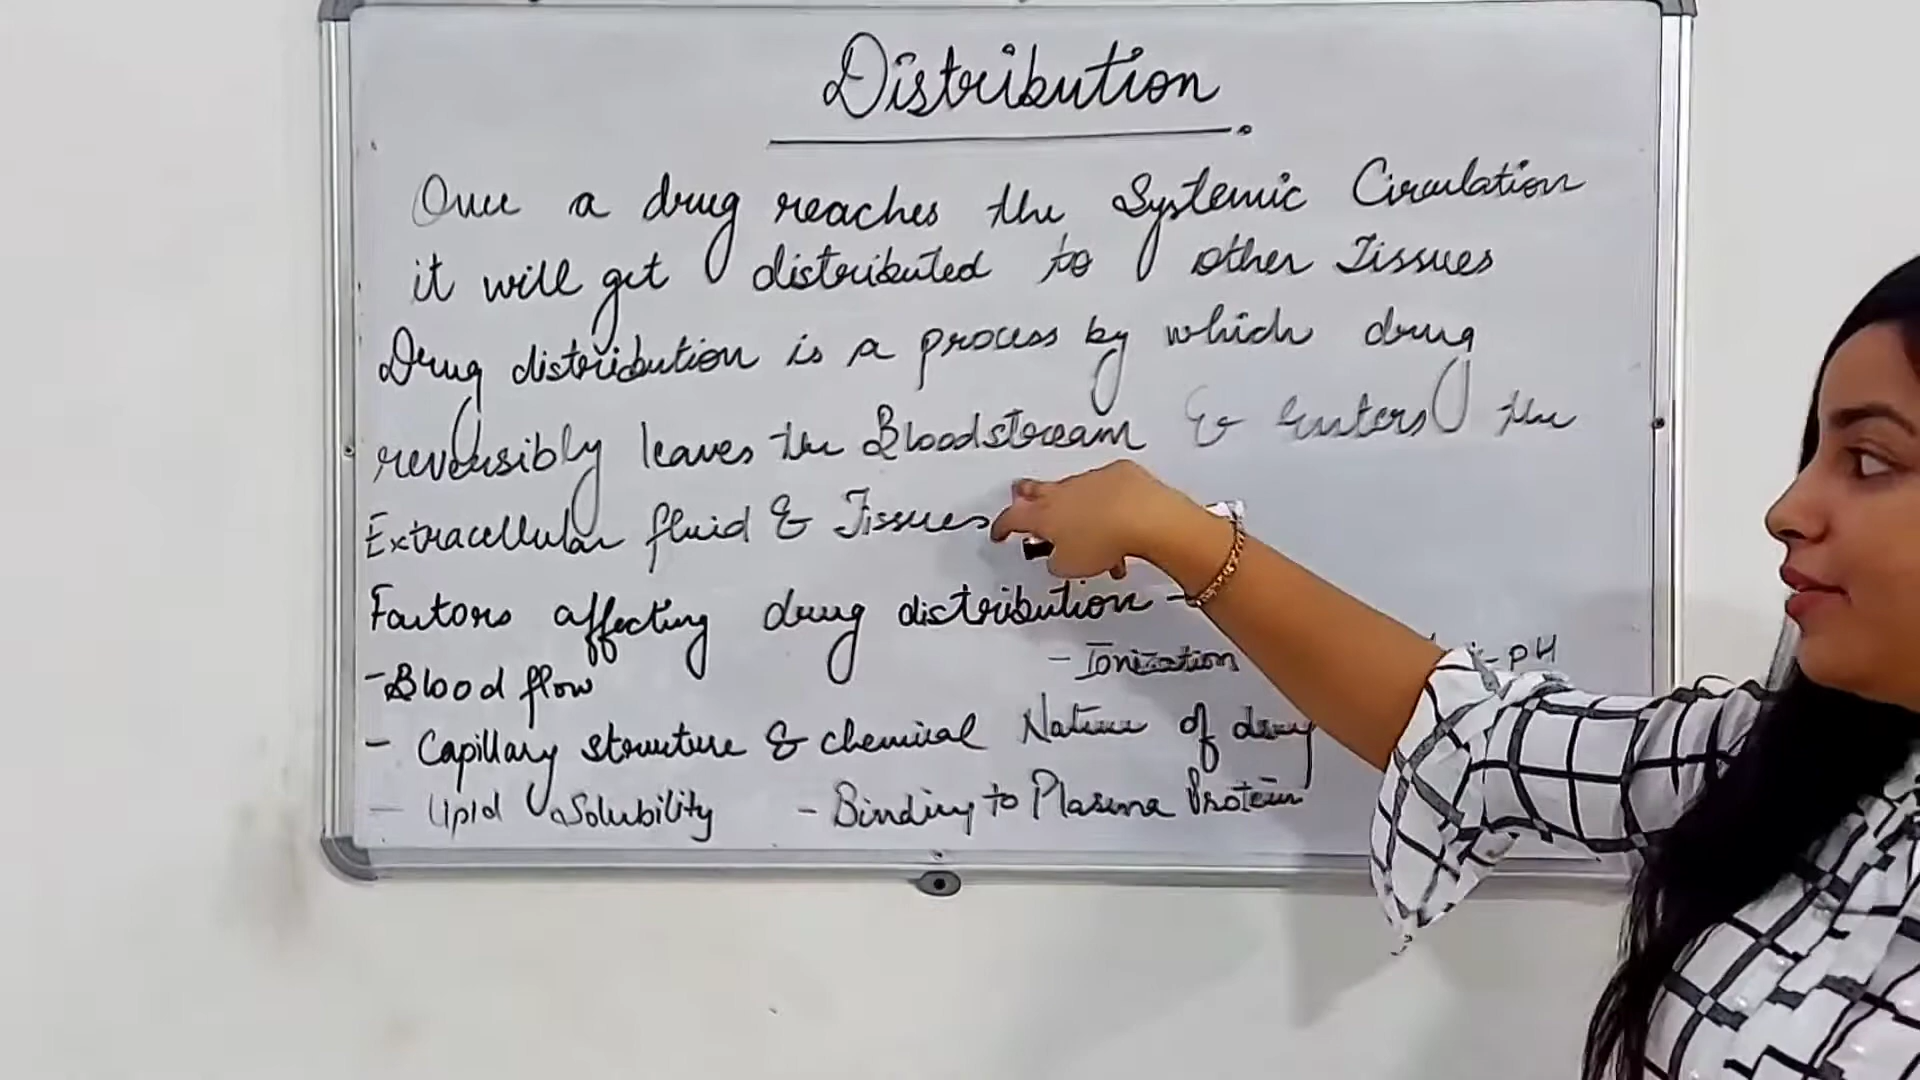 Distribution
Once a drug reaches the Systemic Circulation
it will get distributed to other Tissues
Drug distribution is a process by which drug
reversibly leaves the Bloodstream & Enters the
Extracellular fluid & Tissues
Factors affecting drug distribution -
- Blood flow - Ionization - pH
- Capillary structure & chemical Nature of drug
- Lipid Solubility - Binding to Plasma Protein